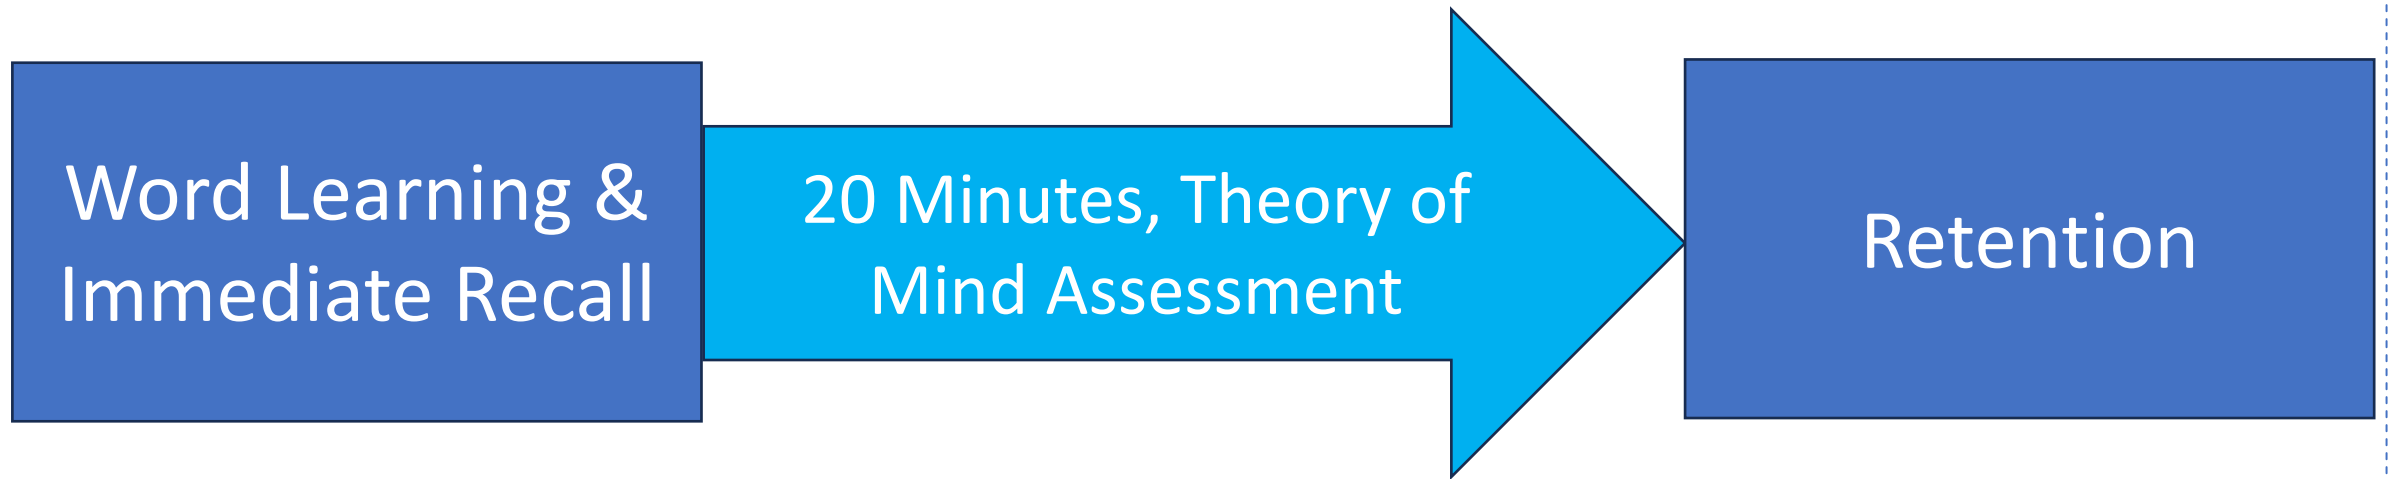 Word Learning &
Immediate Recall
20 Minutes, Theory of
Mind Assessment
Retention